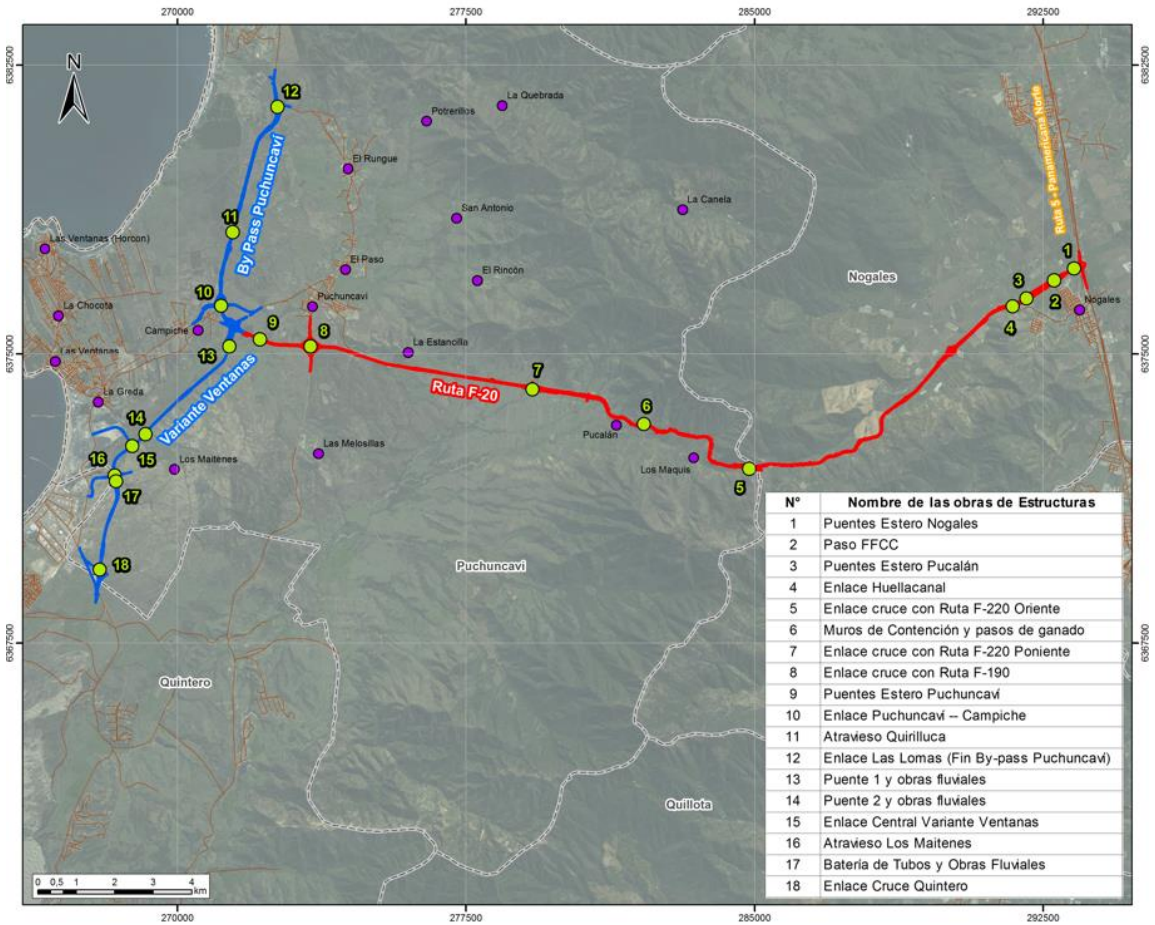 270000
277500
285000
292500
6382500
6382500
N
12
La Quebrada
Potrerillos
By Pass Puchuncaví
El Rungue
Ruta 5 - Panamericana Norte
La Canela
San Antonio
11
Las Ventanas (Horcon)
El Paso
El Rincón
Nogales
1
3
2
10
Puchuncaví
4
Nogales
La Chocota
Campiche
9
8
13
La Estancilla
6375000
6375000
Las Ventanas
7
Ruta F-20
La Greda
Variante Ventanas
6
14
Pucalán
15
Las Melosillas
Los Maquis
16
Los Maitenes
5
17
18
Puchuncaví
6367500
6367500
Quintero
Quillota
N° Nombre de las obras de Estructuras
1 Puentes Estero Nogales
2 Paso FFCC
3 Puentes Estero Pucalán
4 Enlace Huellacanal
5 Enlace cruce con Ruta F-220 Oriente
6 Muros de Contención y pasos de ganado
7 Enlace cruce con Ruta F-220 Poniente
8 Enlace cruce con Ruta F-190
9 Puentes Estero Puchuncaví
10 Enlace Puchuncaví -- Campiche
11 Atravieso Quirilluca
12 Enlace Las Lomas (Fin By-pass Puchuncaví)
13 Puente 1 y obras fluviales
14 Puente 2 y obras fluviales
15 Enlace Central Variante Ventanas
16 Atravieso Los Maitenes
17 Batería de Tubos y Obras Fluviales
18 Enlace Cruce Quintero
0 0,5 1 2 3 4
km
270000
277500
285000
292500